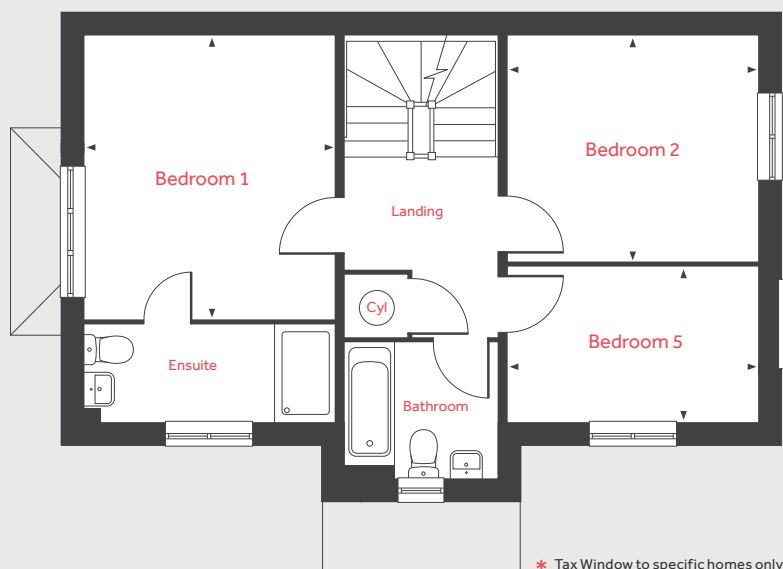 Bedroom 1
Bedroom 2
Landing
Cyl
Bedroom 5
Ensuite
Bathroom
* Tax Window to specific homes only